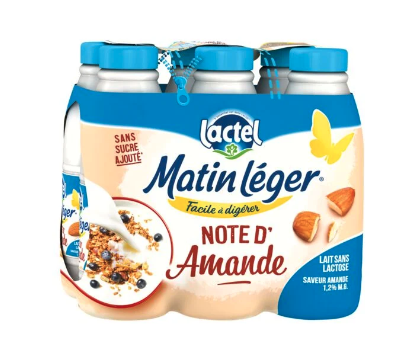 lactel
SANS
SUCRE
AJOUTÉ*
Matin léger®
Facile à digérer
NOTE D'
Amande
LAIT SANS
LACTOSE
SAVEUR AMANDE
1,2% M.G.